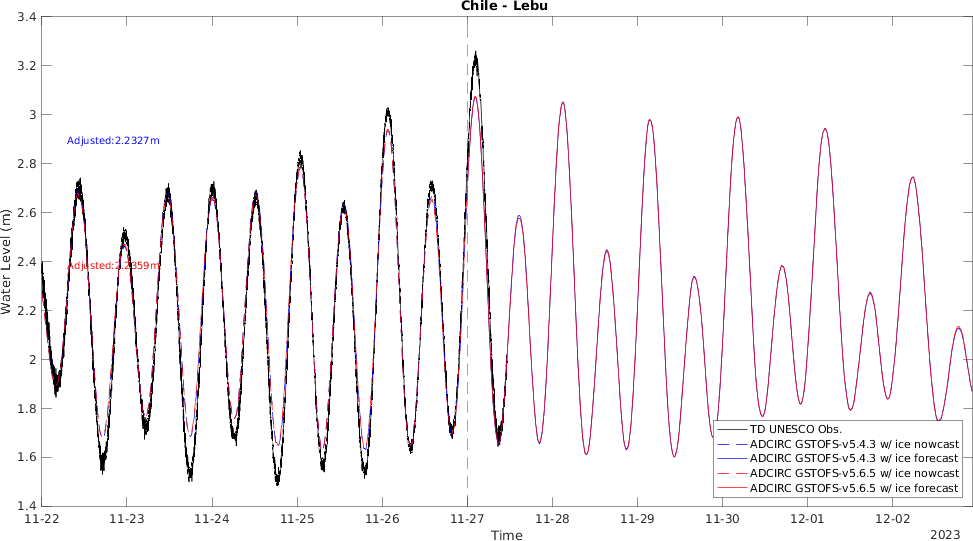 Chile - Lebu
3.4
3.2
3
2.8
2.6
2.4
2.2
2
1.8
1.6
1.4
Water Level (m)
Adjusted:2.2327m
Adjusted:2.2359m
TD UNESCO Obs.
ADCIRC GSTOFS-v5.4.3 w/ ice nowcast
ADCIRC GSTOFS-v5.4.3 w/ ice forecast
ADCIRC GSTOFS-v5.6.5 w/ ice nowcast
ADCIRC GSTOFS-v5.6.5 w/ ice forecast
11-22 11-23 11-24 11-25 11-26 11-27 11-28 11-29 11-30 12-01 12-02
Time
2023